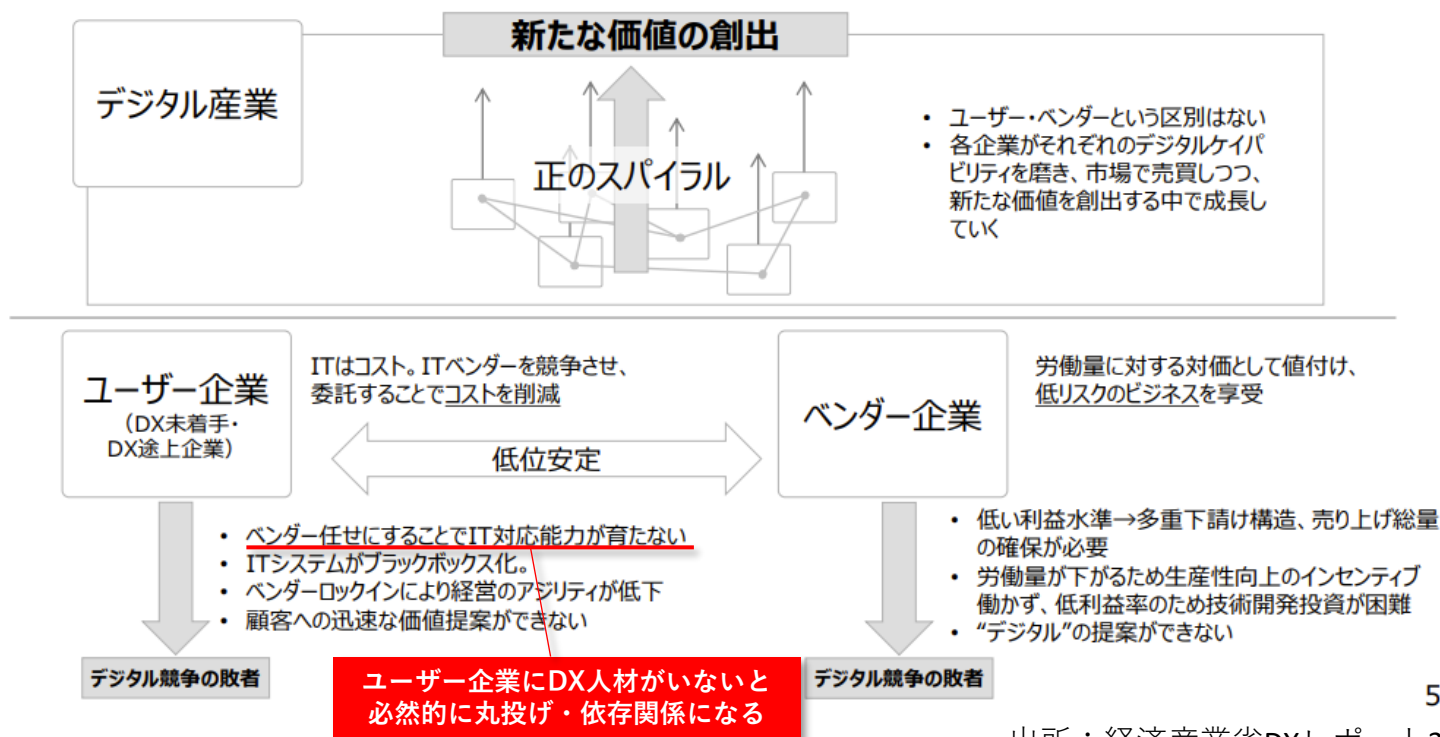 新たな価値の創出
デジタル産業
正のスパイラル
• ユーザー・ベンダーという区別はない
• 各企業がそれぞれのデジタルケイパ
ビリティを磨き、市場で売買しつつ、
新たな価値を創出する中で成長し
ていく
ユーザー企業
（DX未着手・
DX途上企業）
ITはコスト。ITベンダーを競争させ、
委託することでコストを削減
低位安定
ベンダー企業
労働量に対する対価として値付け、
低リスクのビジネスを享受
• ベンダー任せにすることでIT対応能力が育たない
• ITシステムがブラックボックス化。
• ベンダーロックインにより経営のアジリティが低下
• 顧客への迅速な価値提案ができない
デジタル競争の敗者
ユーザー企業にDX人材がいないと
必然的に丸投げ・依存関係になる
• 低い利益水準→多重下請け構造、売り上げ総量
の確保が必要
• 労働量が下がるため生産性向上のインセンティブ
働かず、低利益率のため技術開発投資が困難
• “デジタル”の提案ができない
デジタル競争の敗者
5